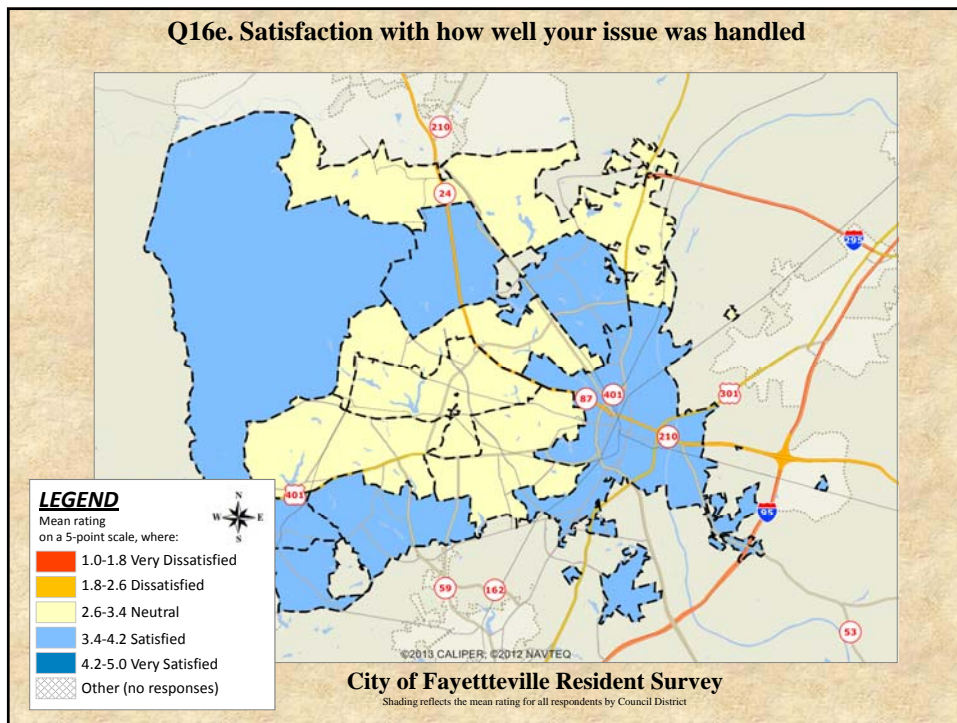 Q16e. Satisfaction with how well your issue was handled
210
24
295
87
401
301
210
401
95
59
162
53
LEGEND
Mean rating
on a 5-point scale, where:
N
W E
S
1.0-1.8 Very Dissatisfied
1.8-2.6 Dissatisfied
2.6-3.4 Neutral
3.4-4.2 Satisfied
4.2-5.0 Very Satisfied
Other (no responses)
©2013 CALIPER; ©2012 NAVTEQ
City of Fayettteville Resident Survey
Shading reflects the mean rating for all respondents by Council District